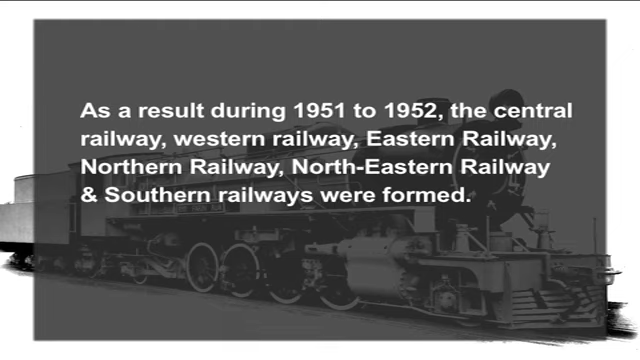 As a result during 1951 to 1952, the central
railway, western railway, Eastern Railway,
Northern Railway, North-Eastern Railway
& Southern railways were formed.